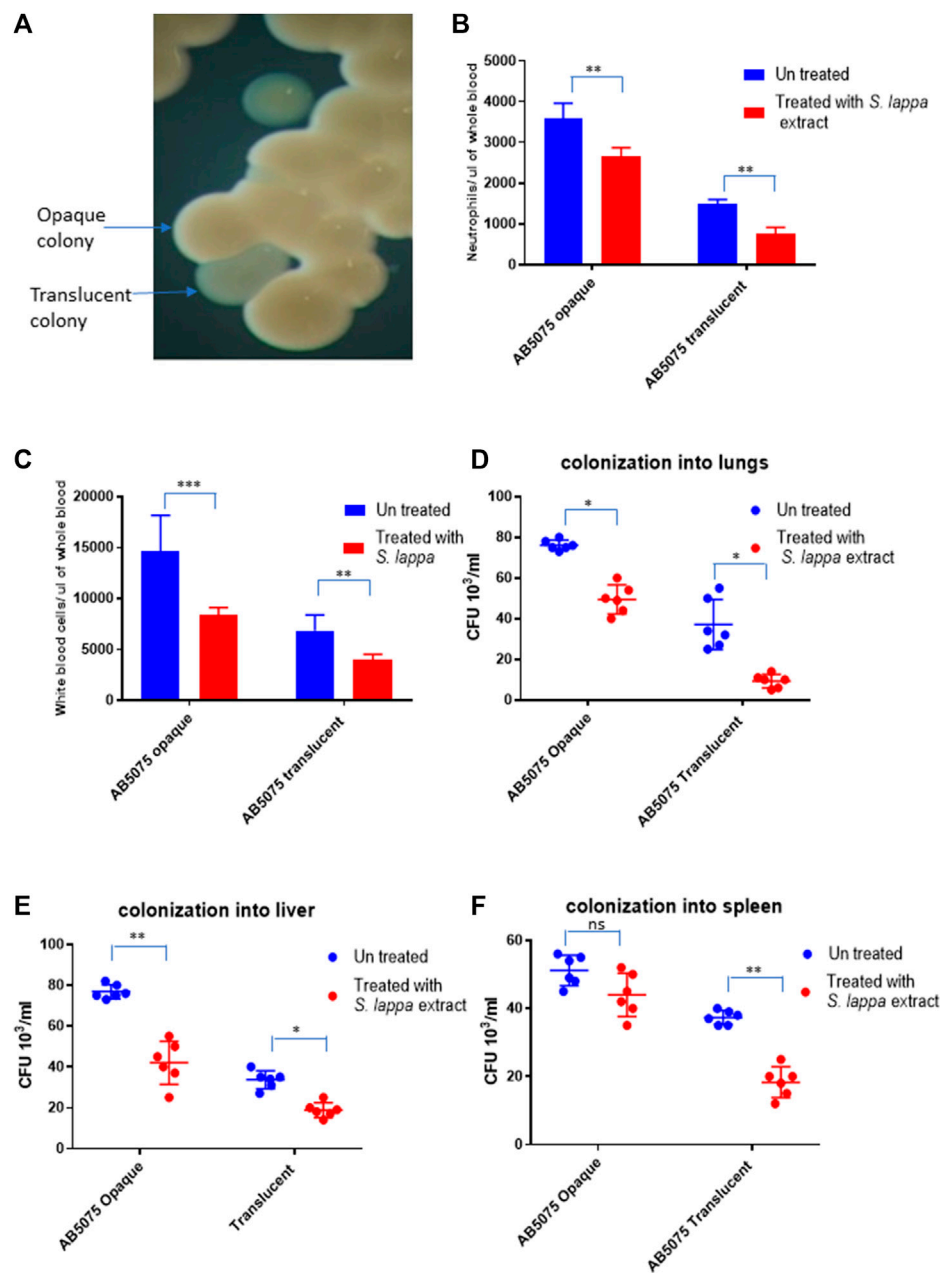 A
Opaque
colony
Translucent
colony
B
Neutrophils/ ul of whole blood
5000
4000
3000
2000
1000
0
**
**
Un treated
Treated with S. lappa
extract
AB5075 opaque
AB5075 translucent
C
White blood cells/ ul of whole blood
20000
15000
10000
5000
0
***
**
Un treated
Treated with
S. lappa
AB5075 opaque
AB5075 translucent
D
colonization into lungs
CFU 10³/ml
100
80
60
40
20
0
*
*
Un treated
Treated with
S. lappa extract
AB5075 Opaque
AB5075 Translucent
E
colonization into liver
CFU 10³/ml
100
80
60
40
20
0
**
*
Un treated
Treated with
S. lappa extract
AB5075 Opaque
Translucent
F
colonization into spleen
CFU 10³/ml
60
40
20
0
ns
**
Un treated
Treated with
S. lappa extract
AB5075 Opaque
AB5075 Translucent